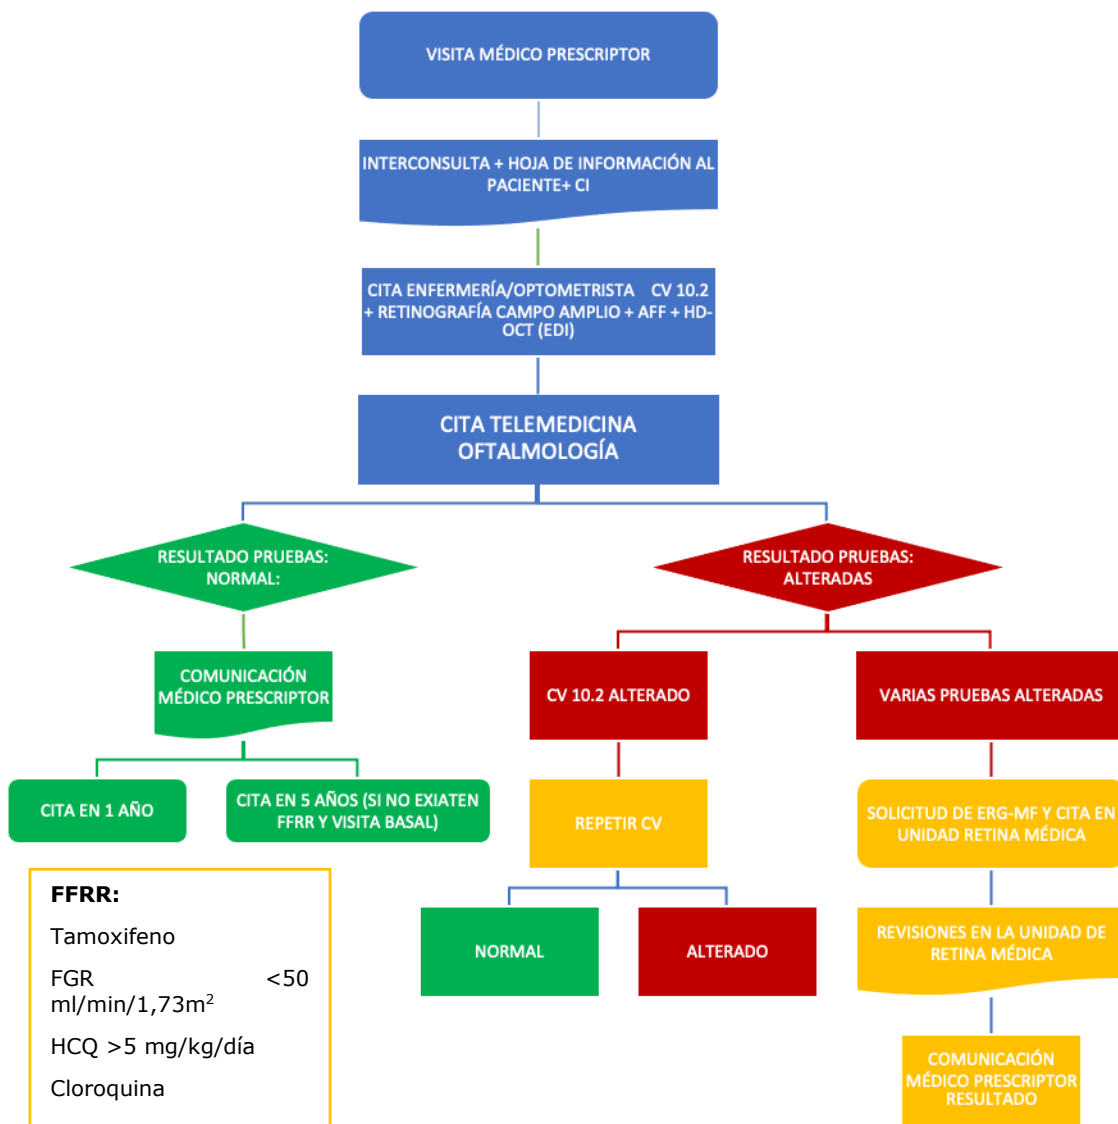 VISITA MÉDICO PRESCRIPTOR
INTERCONSULTA + HOJA DE INFORMACIÓN AL
PACIENTE+ CI
CITA ENFERMERÍA/OPTOMETRISTA CV 10.2
+ RETINOGRAFÍA CAMPO AMPLIO + AFF + HD-
OCT (EDI)
CITA TELEMEDICINA
OFTALMOLOGÍA
RESULTADO PRUEBAS:
NORMAL:
RESULTADO PRUEBAS:
ALTERADAS
COMUNICACIÓN
MÉDICO PRESCRIPTOR
CV 10.2 ALTERADO
VARIAS PRUEBAS ALTERADAS
CITA EN 1 AÑO
CITA EN 5 AÑOS (SI NO EXIATEN
FFRR Y VISITA BASAL)
REPETIR CV
SOLICITUD DE ERG-MF Y CITA EN
UNIDAD RETINA MÉDICA
NORMAL
ALTERADO
REVISIONES EN LA UNIDAD DE
RETINA MÉDICA
COMUNICACIÓN
MÉDICO PRESCRIPTOR
RESULTADO
FFRR:
Tamoxifeno
FGR <50
ml/min/1,73m²
HCQ >5 mg/kg/día
Cloroquina